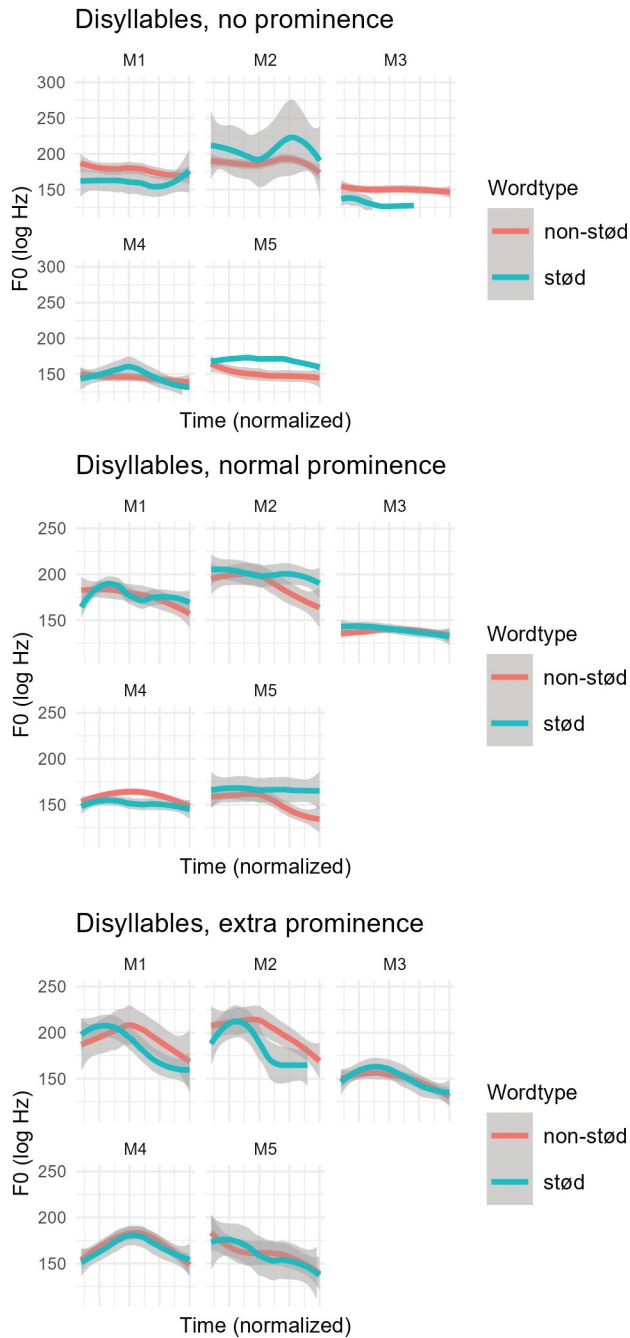 Disyllables, no prominence
M1 M2 M3
300
250
200
150
M4 M5
300
250
200
150
F0 (log Hz)
Time (normalized)
Wordtype
non-stød
stød
Disyllables, normal prominence
M1 M2 M3
250
200
150
M4 M5
250
200
150
F0 (log Hz)
Time (normalized)
Wordtype
non-stød
stød
Disyllables, extra prominence
M1 M2 M3
250
200
150
M4 M5
250
200
150
F0 (log Hz)
Time (normalized)
Wordtype
non-stød
stød